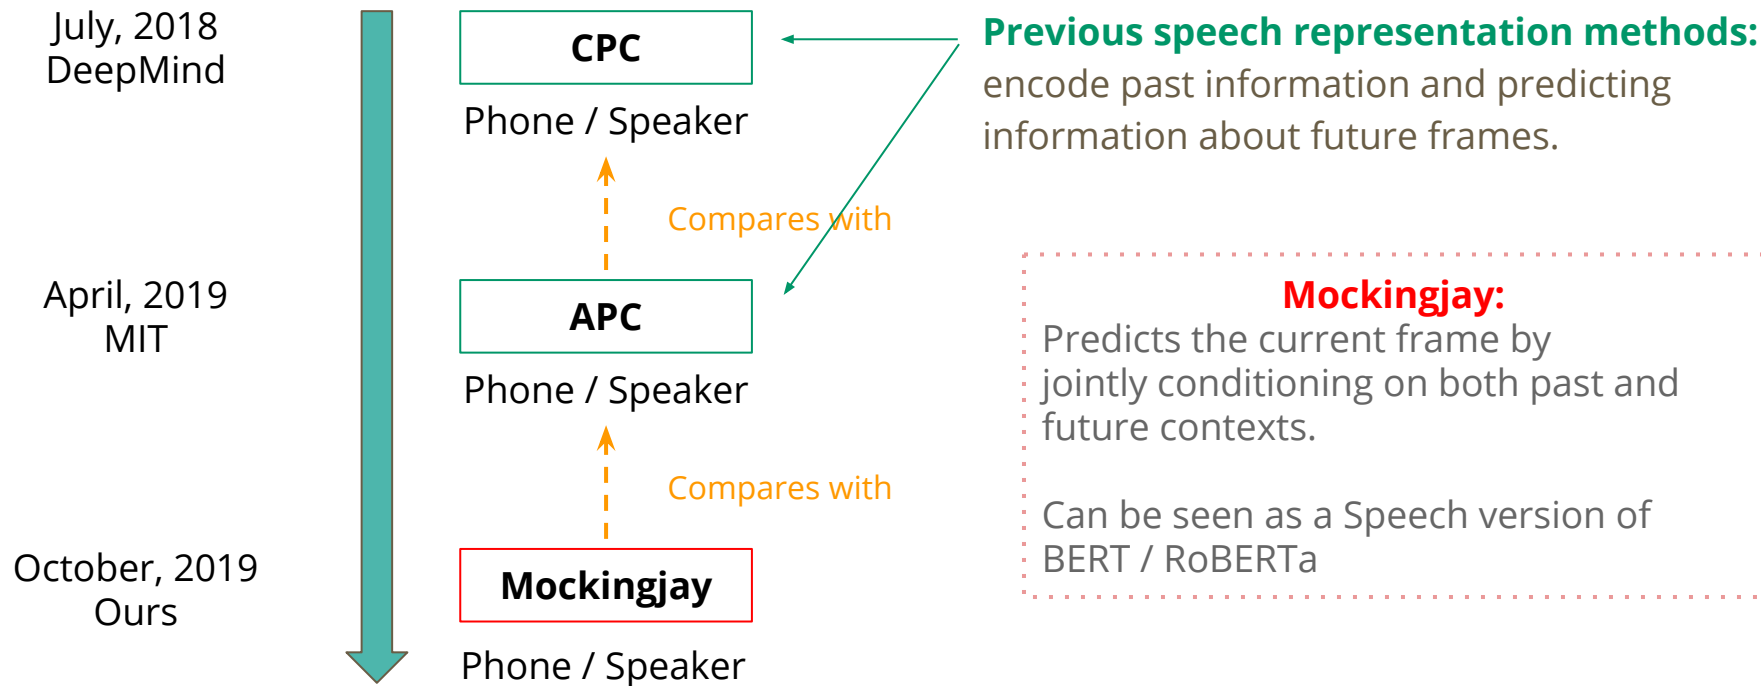 July, 2018
DeepMind
CPC
Phone / Speaker
Previous speech representation methods:
encode past information and predicting
information about future frames.
Compares with
April, 2019
MIT
APC
Phone / Speaker
Compares with
October, 2019
Ours
Mockingjay
Phone / Speaker
Mockingjay:
Predicts the current frame by
jointly conditioning on both past and
future contexts.
Can be seen as a Speech version of
BERT / RoBERTa